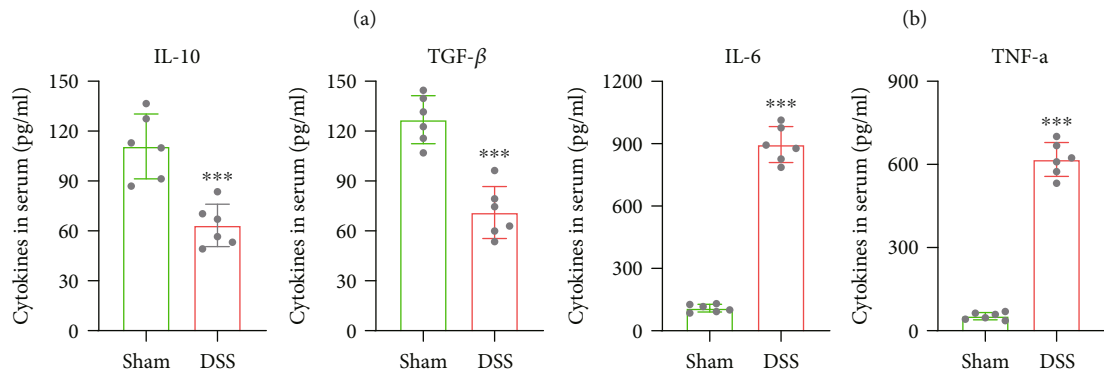 (a)
(b)
IL-10
TGF-β
IL-6
TNF-a
Cytokines in serum (pg/ml)
150
120
90
60
30
0
***
Sham
DSS
Cytokines in serum (pg/ml)
150
120
90
60
30
0
***
Sham
DSS
Cytokines in serum (pg/ml)
1200
900
600
300
0
***
Sham
DSS
Cytokines in serum (pg/ml)
900
600
300
0
***
Sham
DSS